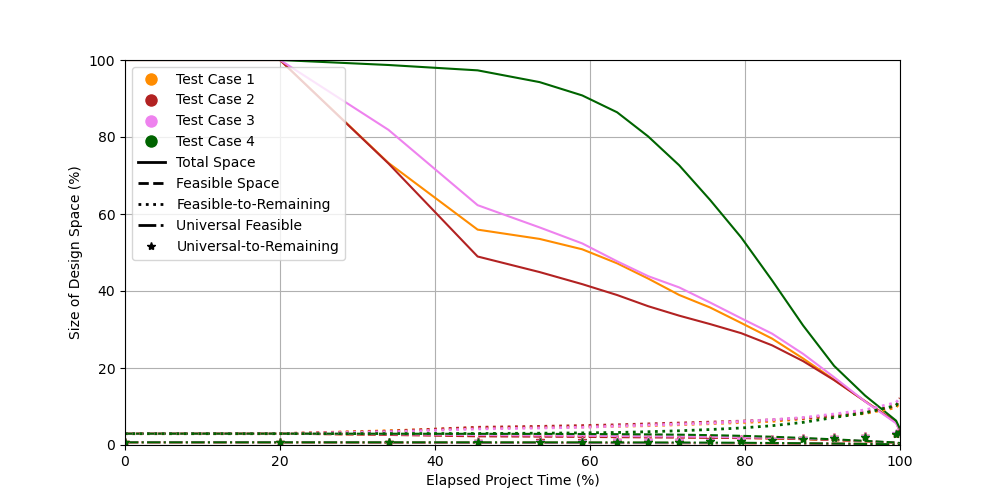 100
80
60
40
20
0
Size of Design Space (%)
Test Case 1
Test Case 2
Test Case 3
Test Case 4
Total Space
Feasible Space
Feasible-to-Remaining
Universal Feasible
Universal-to-Remaining
0 20 40 60 80 100
Elapsed Project Time (%)